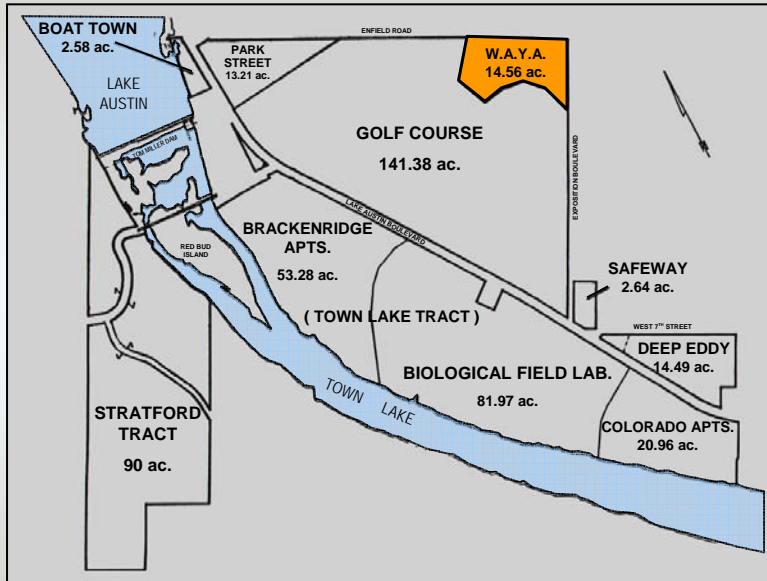 BOAT TOWN
2.58 ac.
LAKE
AUSTIN
PARK
STREET
13.21 ac.
ENFIELD ROAD
W.A.Y.A.
14.56 ac.
GOLF COURSE
141.38 ac.
TOM MILLER DAM
EXPOSITION BOULEVARD
LAKE AUSTIN BOULEVARD
BRACKENRIDGE
APTS.
53.28 ac.
RED BUD
ISLAND
SAFEWAY
2.64 ac.
( TOWN LAKE TRACT )
WEST 7TH STREET
DEEP EDDY
14.49 ac.
BIOLOGICAL FIELD LAB.
81.97 ac.
TOWN LAKE
STRATFORD
TRACT
90 ac.
COLORADO APTS.
20.96 ac.